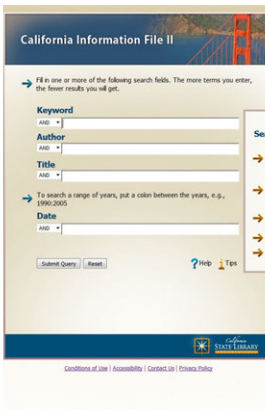 California Information File II
Fill in one or more of the following search fields. The more terms you enter,
the fewer results you will get.
Keyword
AND
Author
AND
Title
AND
To search a range of years, put a colon between the years, e.g.,
1990:2005
Date
AND
Submit Query Reset ? Help i Tips
Se
California
STATE LIBRARY
Conditions of Use | Accessibility | Contact Us | Privacy Policy